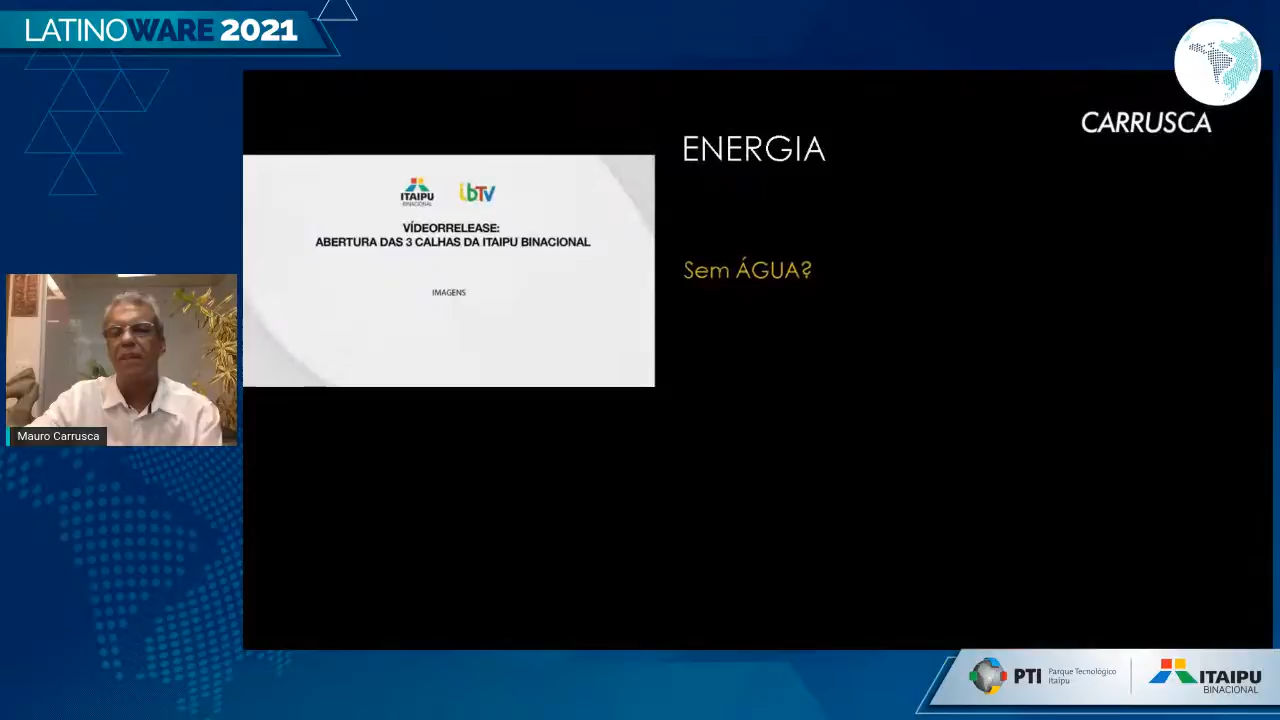 LATINOWARE 2021
CARRUSCA
ENERGIA
ITAIPU
BINACIONAL
VÍDEORRELEASE:
ABERTURA DAS 3 CALHAS DA ITAIPU BINACIONAL
IMAGENS
Sem ÁGUA?
Mauro Carrusca
PTI
Parque Tecnológico
Itaipu
ITAIPU
BINACIONAL